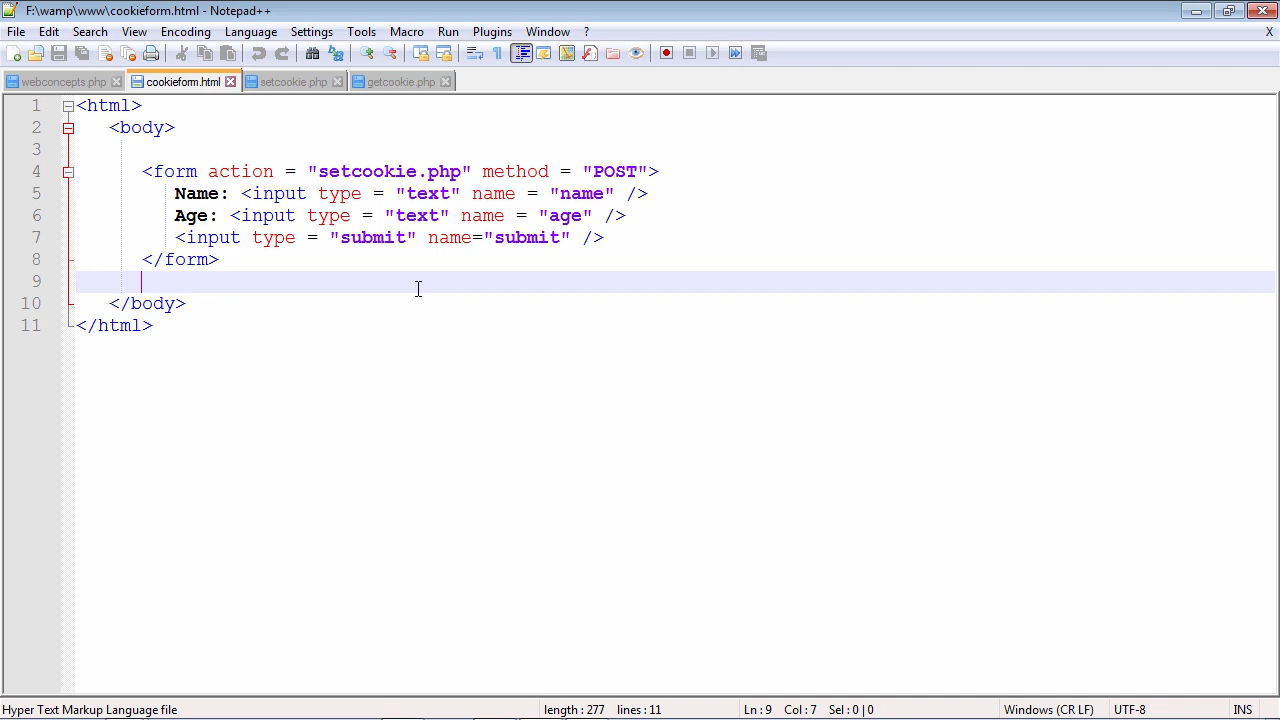 F:\wamp\www\cookieform.html - Notepad++
File Edit Search View Encoding Language Settings Tools Macro Run Plugins Window ? X
webconcepts.php cookieform.html setcookie.php getcookie.php
1 <html>
2 <body>
3
4 <form action = "setcookie.php" method = "POST">
5 Name: <input type = "text" name = "name" />
6 Age: <input type = "text" name = "age" />
7 <input type = "submit" name="submit" />
8 </form>
9
10 </body>
11 </html>
Hyper Text Markup Language file length : 277 lines : 11 Ln : 9 Col : 7 Sel : 0 | 0 Windows (CR LF) UTF-8 INS